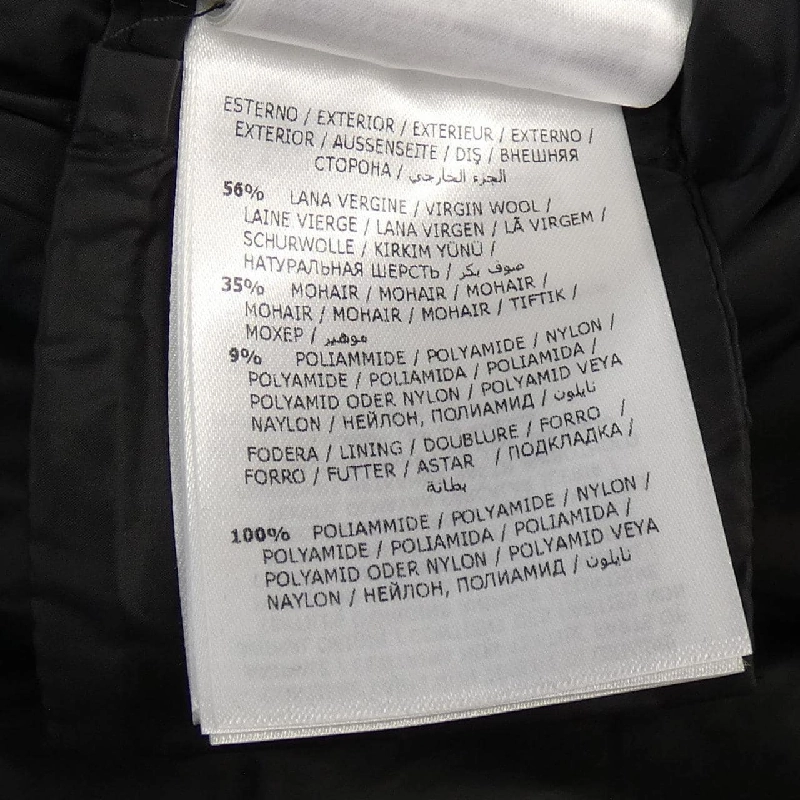 ESTERNO / EXTERIOR / EXTERIEUR / EXTERNO /
EXTERIOR / AUSSENSEITE / DIŞ / ВНЕШНЯЯ
СТОРОНА / الجزء الخارجي
56% LANA VERGINE / VIRGIN WOOL /
LAINE VIERGE / LANA VIRGEN / LÃ VIRGEM /
SCHURWOLLE / KIRKIM YÜNÜ /
НАТУРАЛЬНАЯ ШЕРСТЬ / صوف بكر
35% MOHAIR / MOHAIR / MOHAIR /
MOHAIR / MOHAIR / MOHAIR / TIFTIK /
МОХЕР / موهير
9% POLIAMMIDE / POLYAMIDE / NYLON /
POLYAMIDE / POLIAMIDA / POLIAMIDA /
POLYAMID ODER NYLON / POLYAMID VEYA
NAYLON / НЕЙЛОН, ПОЛИАМИД / نايلون
FODERA / LINING / DOUBLURE / FORRO /
FORRO / FUTTER / ASTAR / ПОДКЛАДКА /
بطانة
100% POLIAMMIDE / POLYAMIDE / NYLON /
POLYAMIDE / POLIAMIDA / POLIAMIDA /
POLYAMID ODER NYLON / POLYAMID VEYA
NAYLON / НЕЙЛОН, ПОЛИАМИД / نايلون